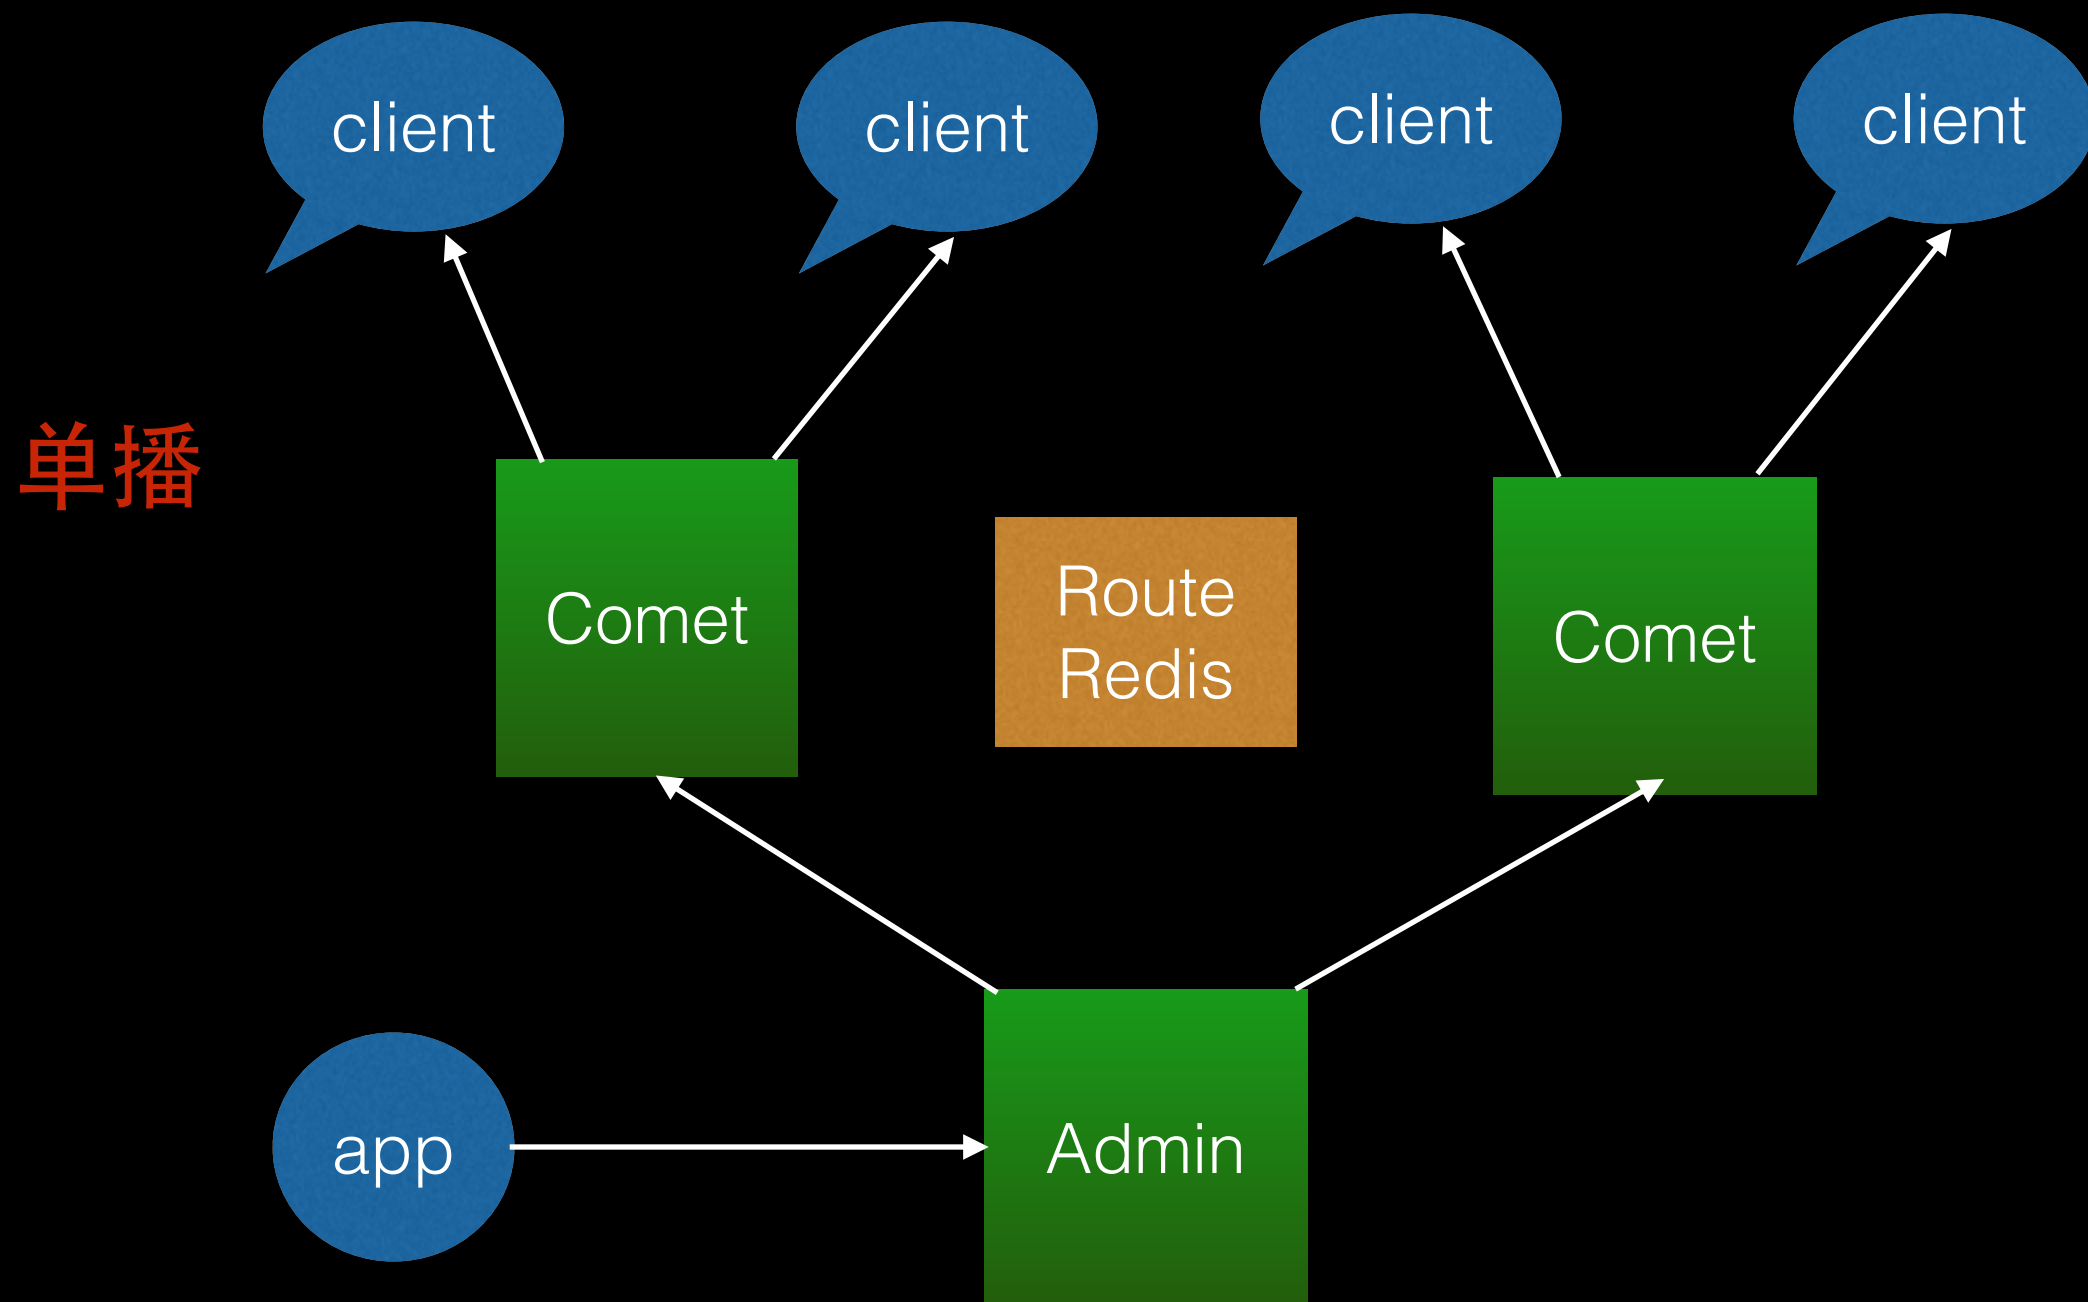 client
client
client
client
单播
Comet
Route
Redis
Comet
app
Admin